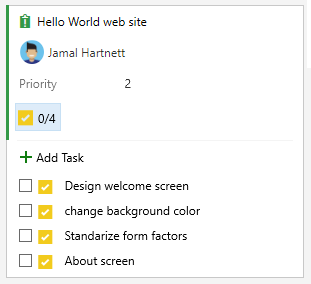 Hello World web site
Jamal Hartnett
Priority 2
0/4
Add Task
Design welcome screen
change background color
Standarize form factors
About screen